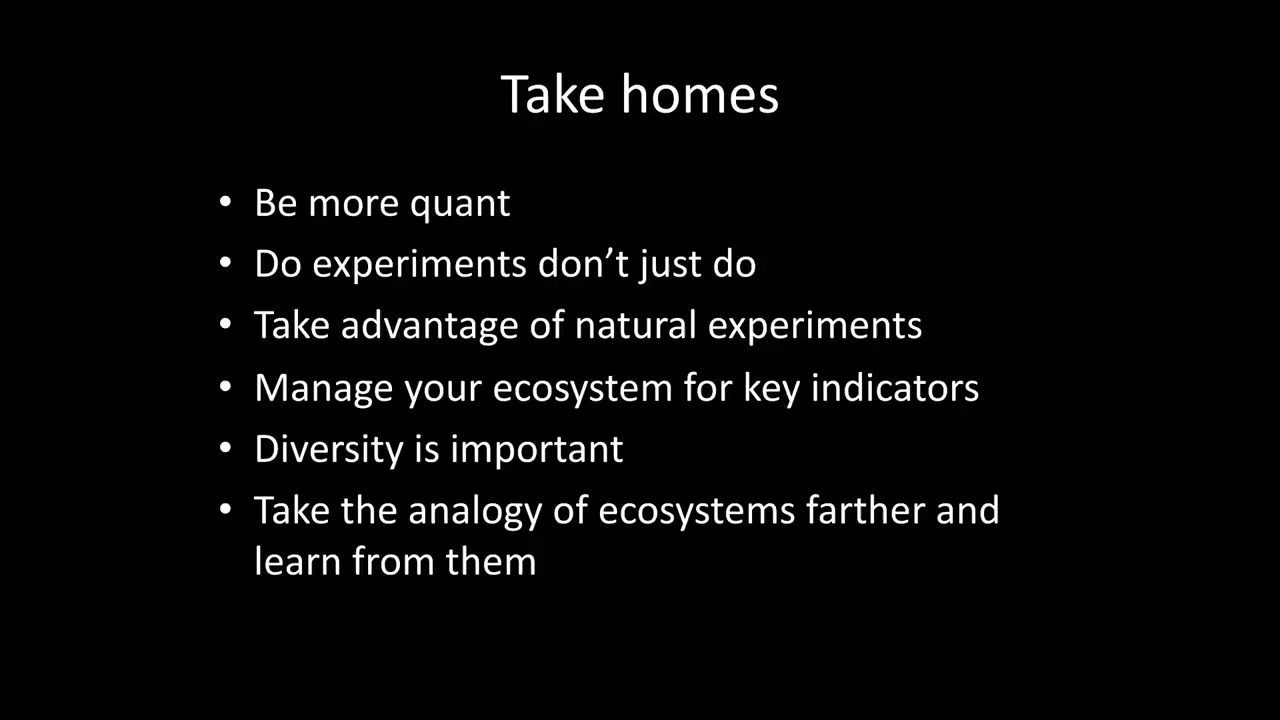 Take homes
• Be more quant
• Do experiments don’t just do
• Take advantage of natural experiments
• Manage your ecosystem for key indicators
• Diversity is important
• Take the analogy of ecosystems farther and
learn from them